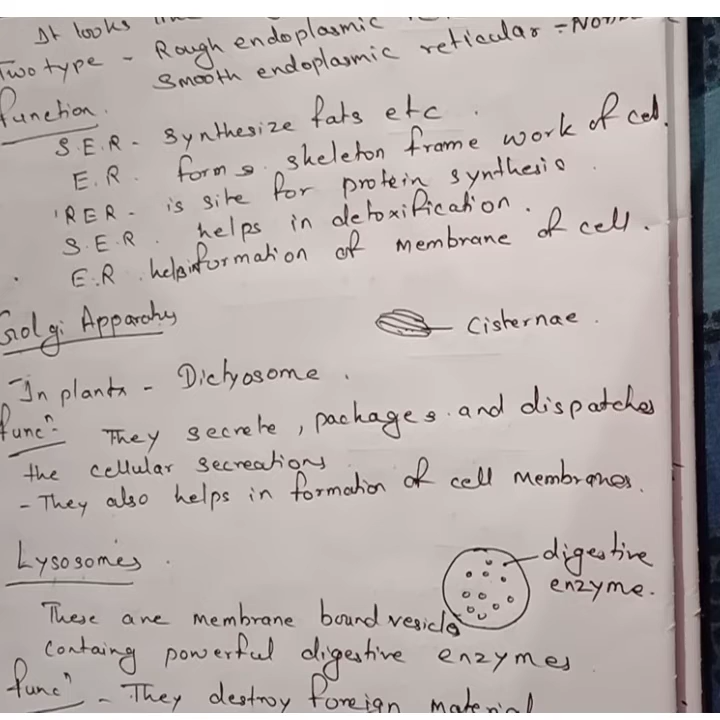 It looks
Two type - Rough endoplasmic
Smooth endoplasmic reticular -
function.
S.E.R - Synthesize fats etc.
E.R. forms skeleton frame work of cell.
RER - is site for protein synthesis.
S.E.R. helps in detoxification.
E.R. helps in formation of membrane of cell.
Golgi Apparatus
Cisternae.
In plants - Dictyosome.
funcⁿ - They secrete, packages and dispatches
the cellular secreations
- They also helps in formation of cell membranes.
Lysosomes.
digestive
enzyme.
These are membrane bound vesicle
containg powerful digestive enzymes
funcⁿ - They destroy foreign material